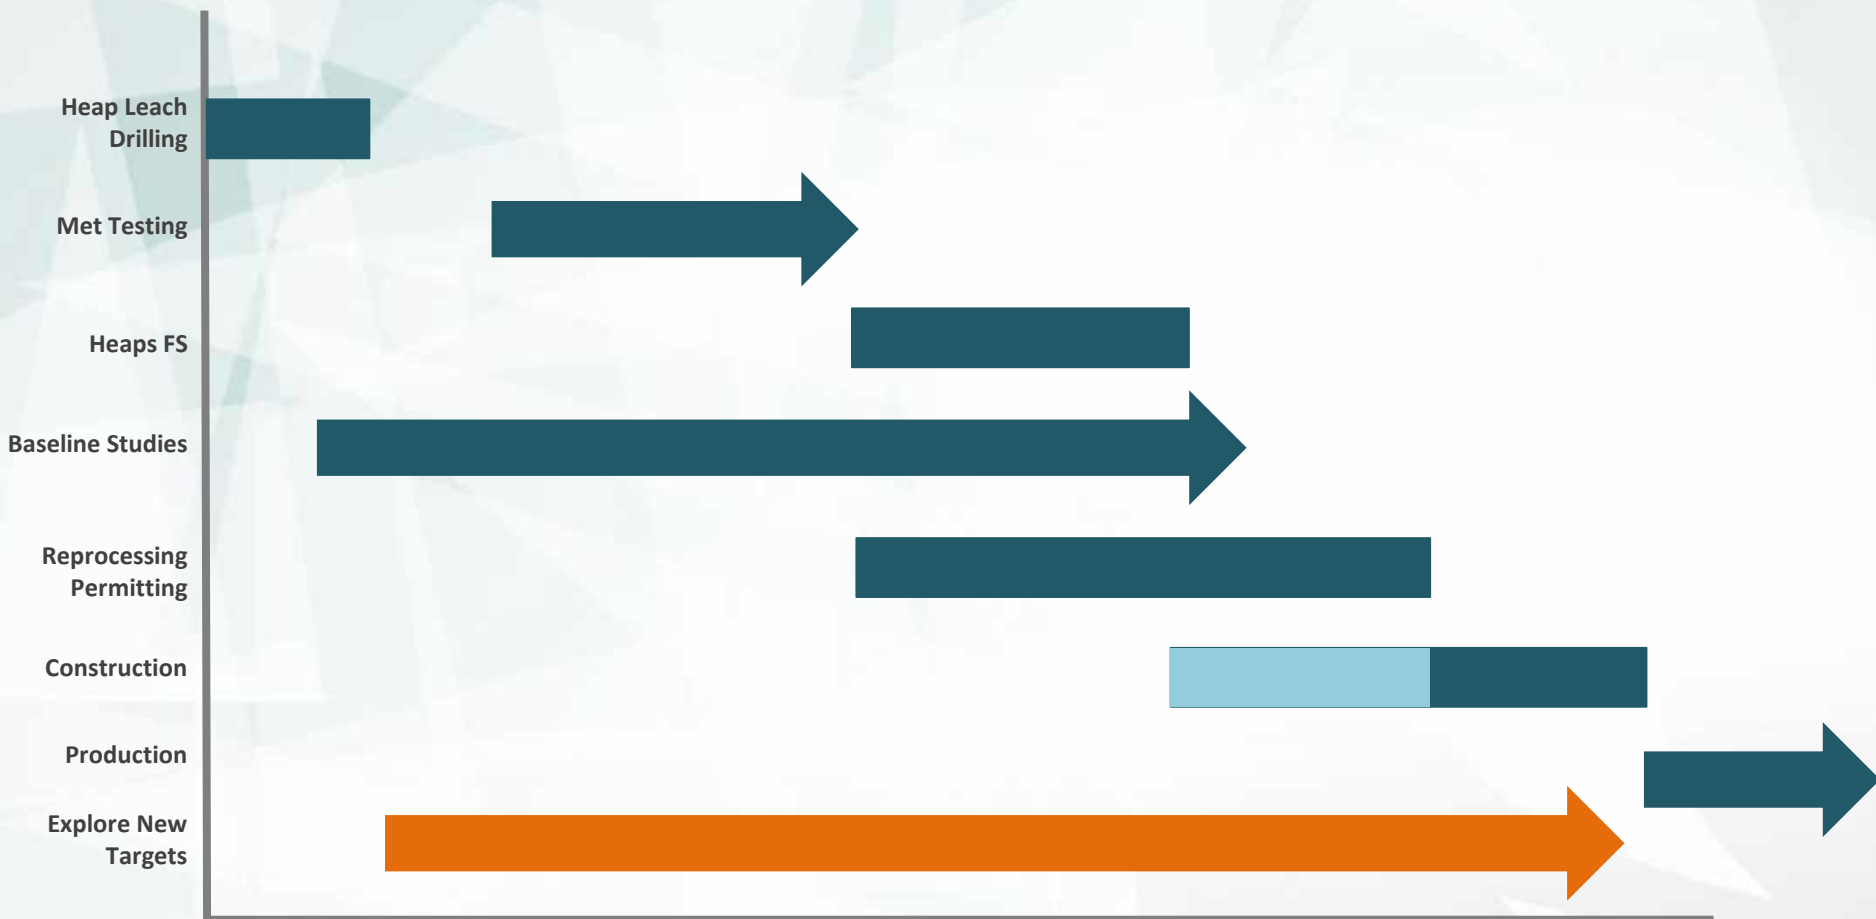 Heap Leach
Drilling
Met Testing
Heaps FS
Baseline Studies
Reprocessing
Permitting
Construction
Production
Explore New
Targets